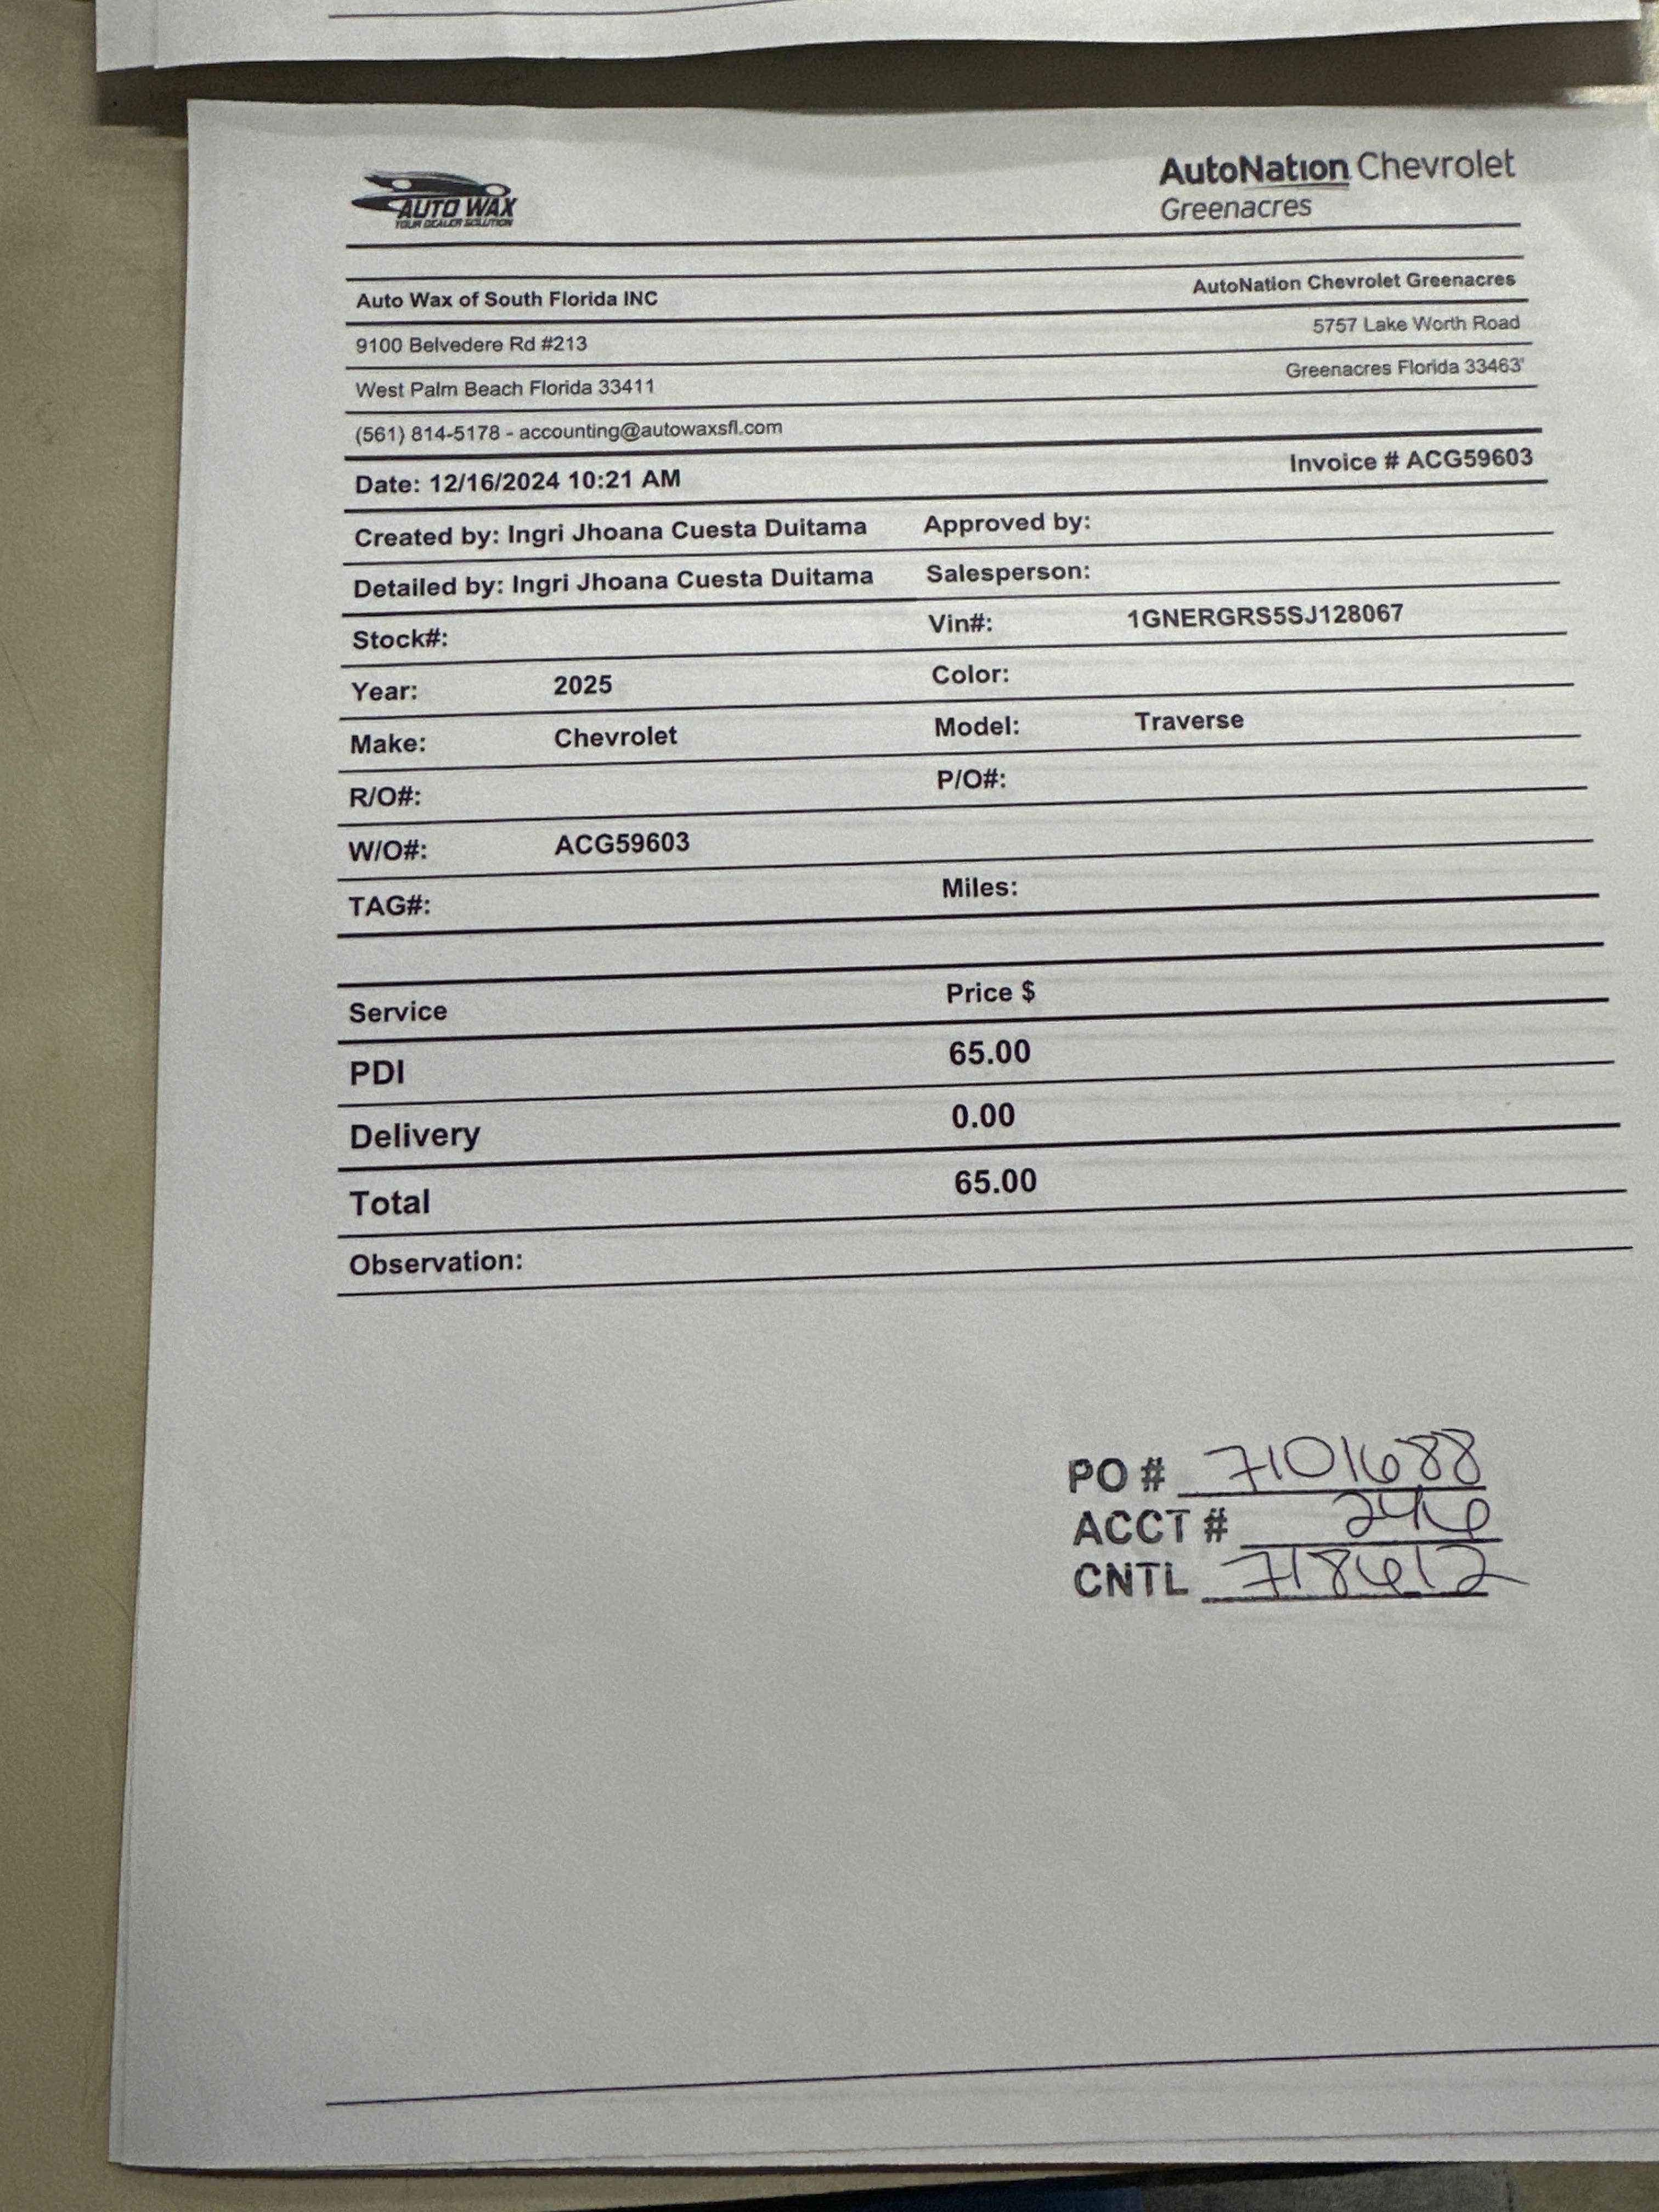 AUTO WAX
YOUR DEALER SOLUTION
AutoNation Chevrolet
Greenacres
Auto Wax of South Florida INC AutoNation Chevrolet Greenacres
9100 Belvedere Rd #213 5757 Lake Worth Road
West Palm Beach Florida 33411 Greenacres Florida 33463
(561) 814-5178 - accounting@autowaxsfl.com
Date: 12/16/2024 10:21 AM Invoice # ACG59603
Created by: Ingri Jhoana Cuesta Duitama Approved by:
Detailed by: Ingri Jhoana Cuesta Duitama Salesperson:
Stock#: Vin#: 1GNERGRS5SJ128067
Year: 2025 Color:
Make: Chevrolet Model: Traverse
R/O#: P/O#:
W/O#: ACG59603
TAG#: Miles:
Service Price $
PDI 65.00
Delivery 0.00
Total 65.00
Observation:
PO # 7101688
ACCT # 246
CNTL 718612